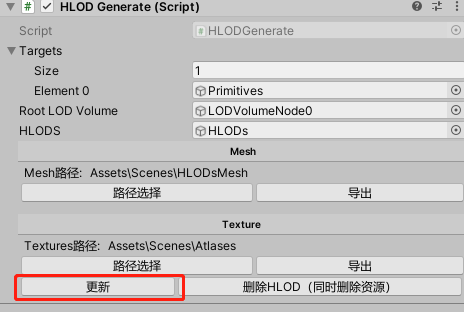 # HLOD Generate (Script)
Script # HLODGenerate
Targets
Size 1
Element 0 Primitives
Root LOD Volume LODVolumeNode0
HLODS HLODs
Mesh
Mesh路径: Assets\Scenes\HLODsMesh
路径选择 导出
Texture
Textures路径: Assets\Scenes\Atlases
路径选择 导出
更新 删除HLOD（同时删除资源）